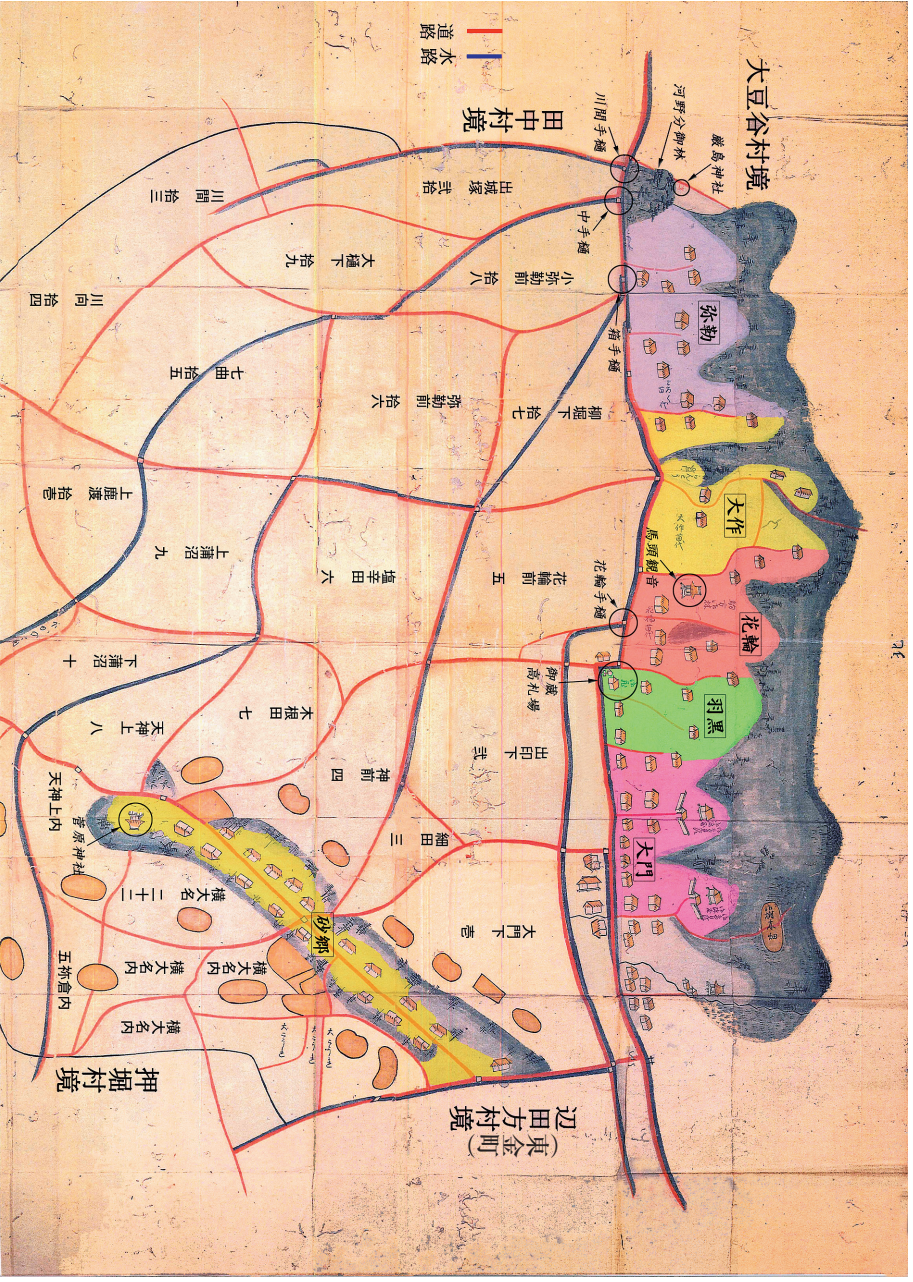 道路
水路
大豆谷村境
厳島神社
河野分御林
川間手樋
田中村境
中手樋
箱手樋
弥勒
大作
馬頭観音
花輪
花輪手樋
羽黒
御蔵
高札場
大門
砂郷
菅原神社
出城塚 弐拾
川間 拾三
大樋下 拾九
小弥勒前 拾八
川向 拾四
七曲 拾五
弥勒前 拾六
柳堀下 拾七
上鹿渡 拾壱
上蒲沼 九
塩辛田 六
花輪前 五
下蒲沼 十
天神上 八
木根田 七
神前 四
出印下 弐
細田 三
大門下 壱
天神上内
横大名 二十二
横大名内
横大名内
五祢倉内
押堀村境
辺田方村境
(東金町)